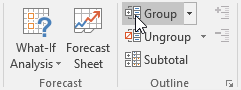 What-If
Analysis
Forecast
Sheet
Forecast
Group
Ungroup
Subtotal
Outline